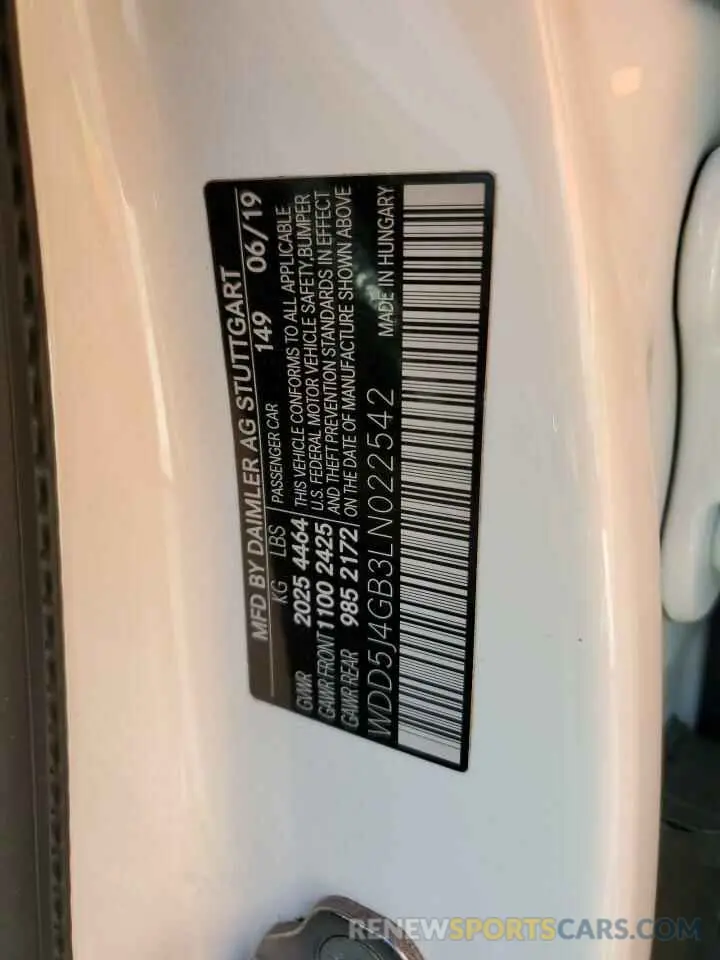 MFD BY DAIMLER AG STUTTGART
149 06/19
KG LBS PASSENGER CAR
GVWR 2025 4464
GAWR FRONT 1100 2425
GAWR REAR 985 2172
THIS VEHICLE CONFORMS TO ALL APPLICABLE
U.S. FEDERAL MOTOR VEHICLE SAFETY,BUMPER
AND THEFT PREVENTION STANDARDS IN EFFECT
ON THE DATE OF MANUFACTURE SHOWN ABOVE
WDD5J4GB3LN022542 MADE IN HUNGARY
RENEWSPORTSCARS.COM